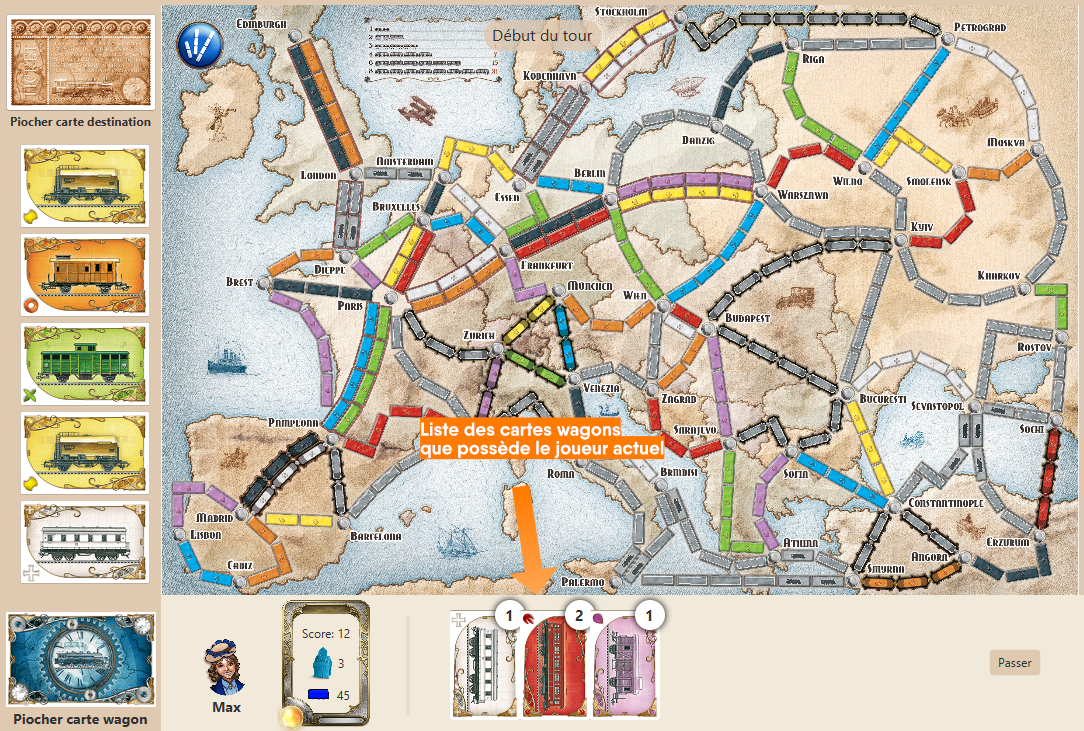 Piocher carte destination
Piocher carte wagon
Début du tour
EDINBURGH
STOCKHOLM
PETROGRAD
RIGA
KOBENHAVN
DANZIG
MOSKVA
AMSTERDAM
LONDON
BERLIN
WILNO
SMOLENSK
ESSEN
WARSZAWA
BRUXELLES
KYIV
DIEPPE
FRANKFURT
KHARKOV
BREST
MÜNCHEN
WIEN
PARIS
BUDAPEST
ZÜRICH
ROSTOV
VENEZIA
ZAGRAB
BUCURESTI
SEVASTOPOL
PAMPLONA
Liste des cartes wagons
que possède le joueur actuel
SARAJEVO
SOCHI
ROMA
BRINDISI
SOFIA
MADRID
CONSTANTINOPLE
LISBON
BARCELONA
ATHINA
ERZURUM
ANGORA
CADIZ
SMYRNA
PALERMO
Score: 12
3
45
Max
1
2
1
Passer